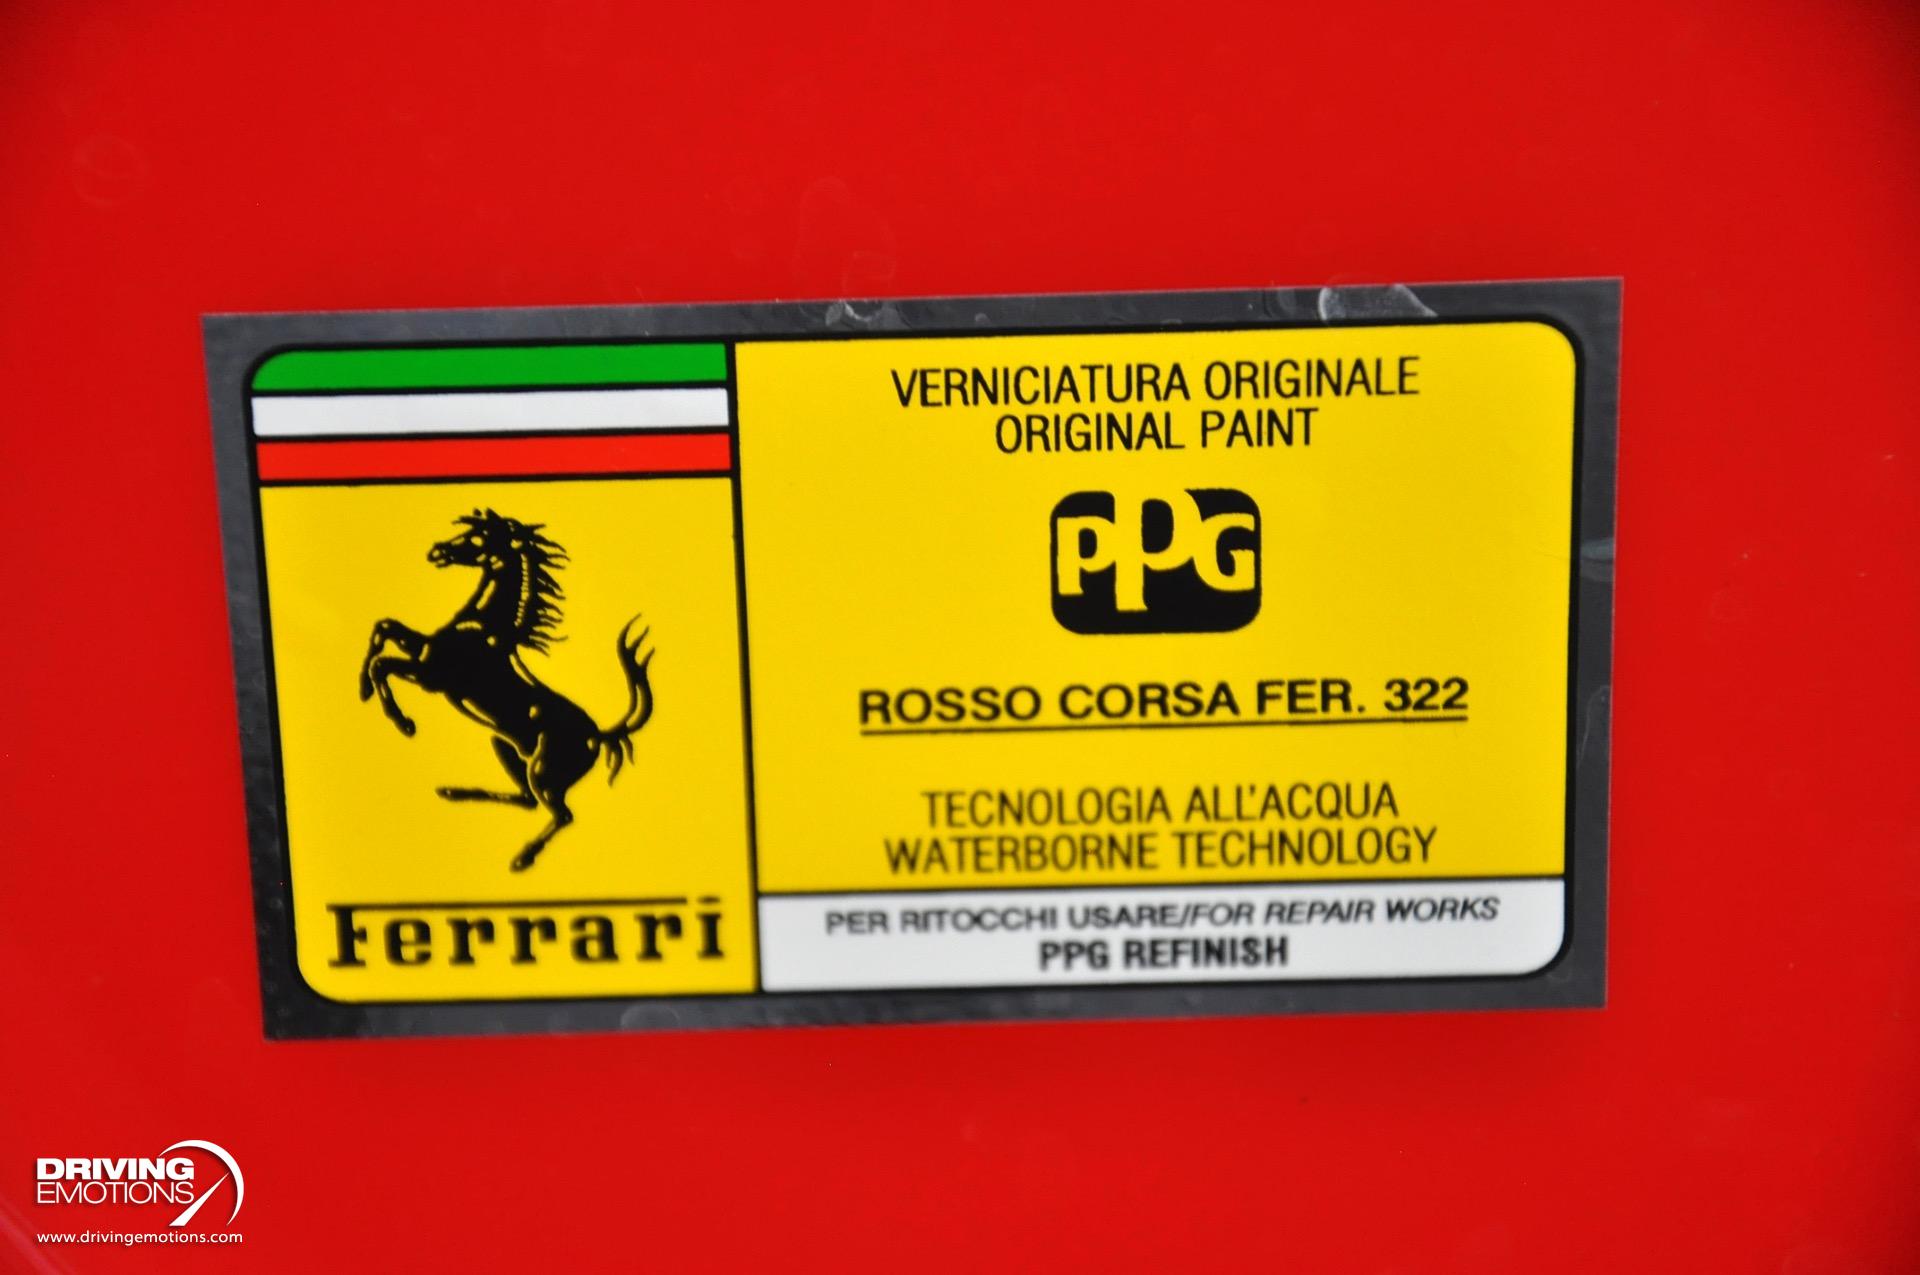 VERNICIATURA ORIGINALE
ORIGINAL PAINT
PPG
ROSSO CORSA FER. 322
TECNOLOGIA ALL'ACQUA
WATERBORNE TECHNOLOGY
PER RITOCCHI USARE/FOR REPAIR WORKS
PPG REFINISH
Ferrari
DRIVING
EMOTIONS
www.drivingemotions.com